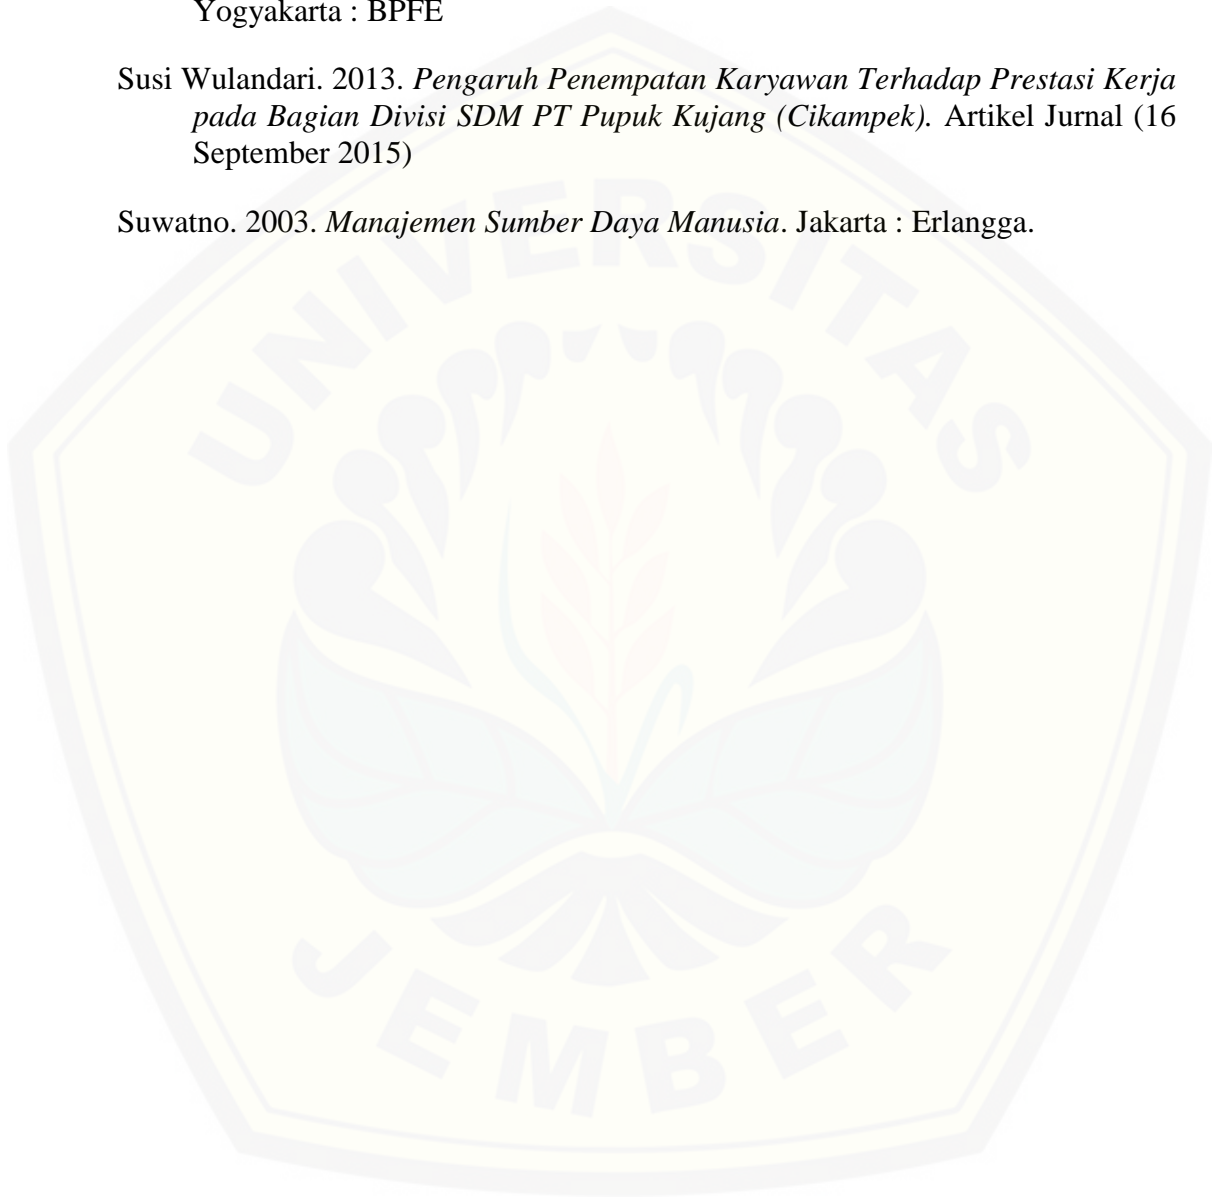 Yogyakarta : BPFE
Susi Wulandari. 2013. Pengaruh Penempatan Karyawan Terhadap Prestasi Kerja
pada Bagian Divisi SDM PT Pupuk Kujang (Cikampek). Artikel Jurnal (16
September 2015)
Suwatno. 2003. Manajemen Sumber Daya Manusia. Jakarta : Erlangga.
UNIVERSITAS
JEMBER